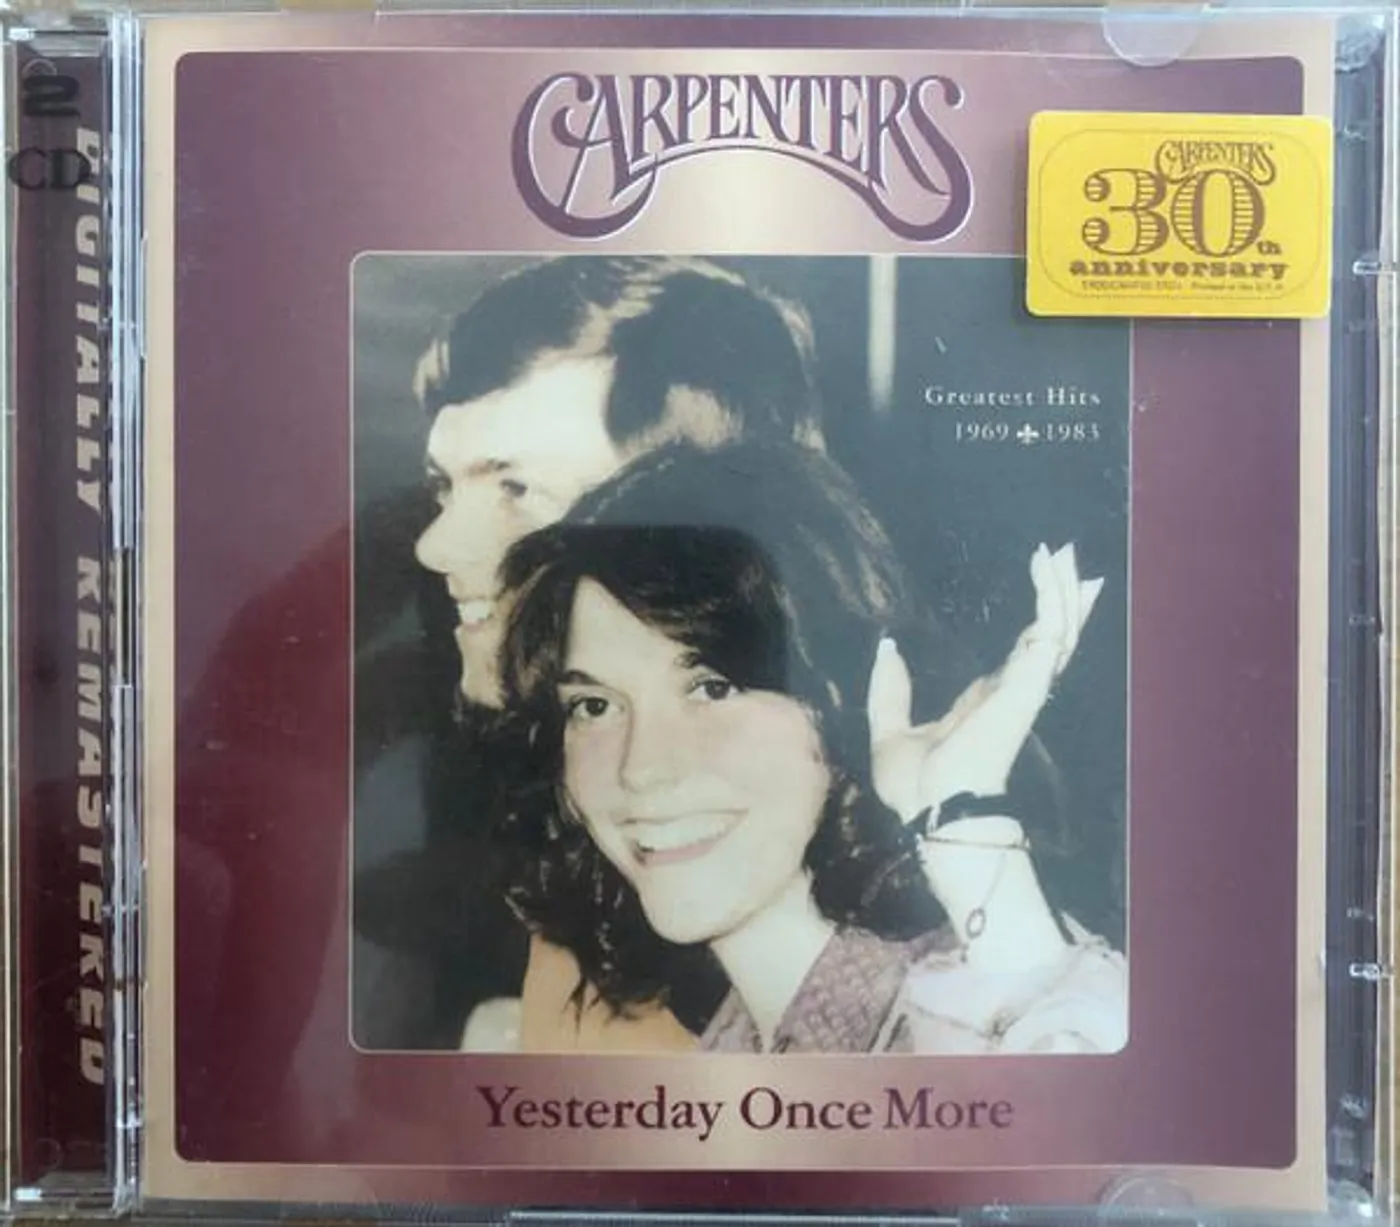 2
CD
DIGITALLY REMASTERED
CARPENTERS
CARPENTERS
30th
anniversary
Greatest Hits
1969 1983
Yesterday Once More